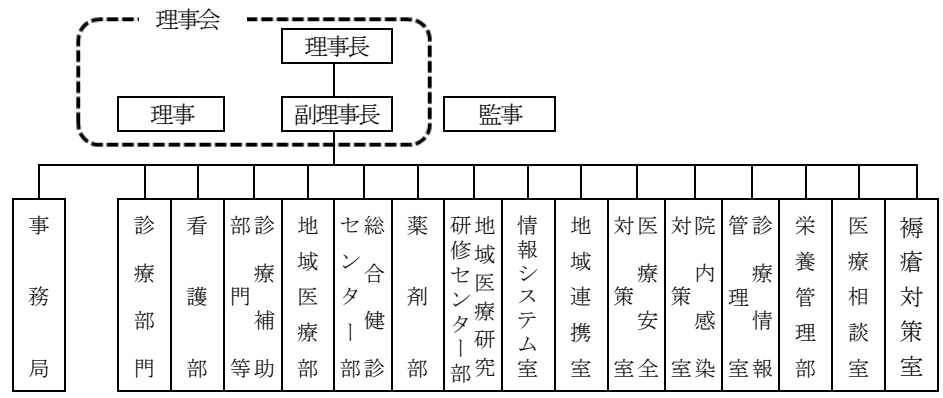 理事会
理事長
理事
副理事長
監事
事務局
診療部門
看護部
診療補助
部門等
地域医療部
総合健診
センター部
薬剤部
地域医療研究
研修センター部
情報システム室
地域連携室
医療安全
対策室
院内感染
対策室
診療情報
管理室
栄養管理部
医療相談室
褥瘡対策室